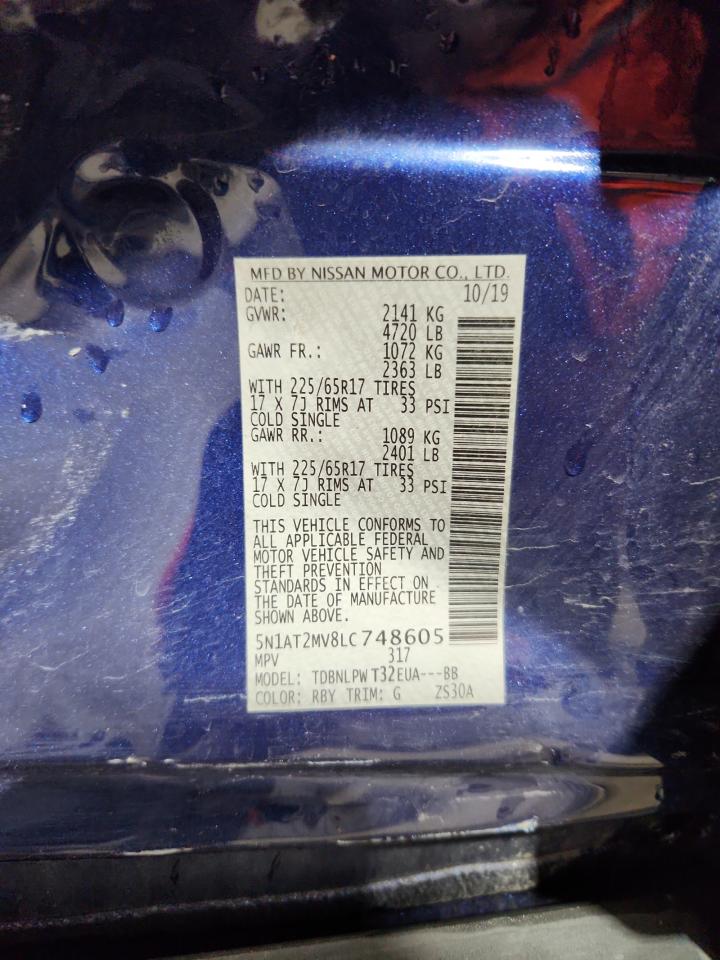 MFD BY NISSAN MOTOR CO., LTD.
DATE: 10/19
GVWR: 2141 KG
4720 LB
GAWR FR.: 1072 KG
2363 LB
WITH 225/65R17 TIRES
17 X 7J RIMS AT 33 PSI
COLD SINGLE
GAWR RR.: 1089 KG
2401 LB
WITH 225/65R17 TIRES
17 X 7J RIMS AT 33 PSI
COLD SINGLE
THIS VEHICLE CONFORMS TO
ALL APPLICABLE FEDERAL
MOTOR VEHICLE SAFETY AND
THEFT PREVENTION
STANDARDS IN EFFECT ON
THE DATE OF MANUFACTURE
SHOWN ABOVE.
5N1AT2MV8LC748605
MPV 317
MODEL: TDBNLPW T32EUA---BB
COLOR: RBY TRIM: G ZS30A